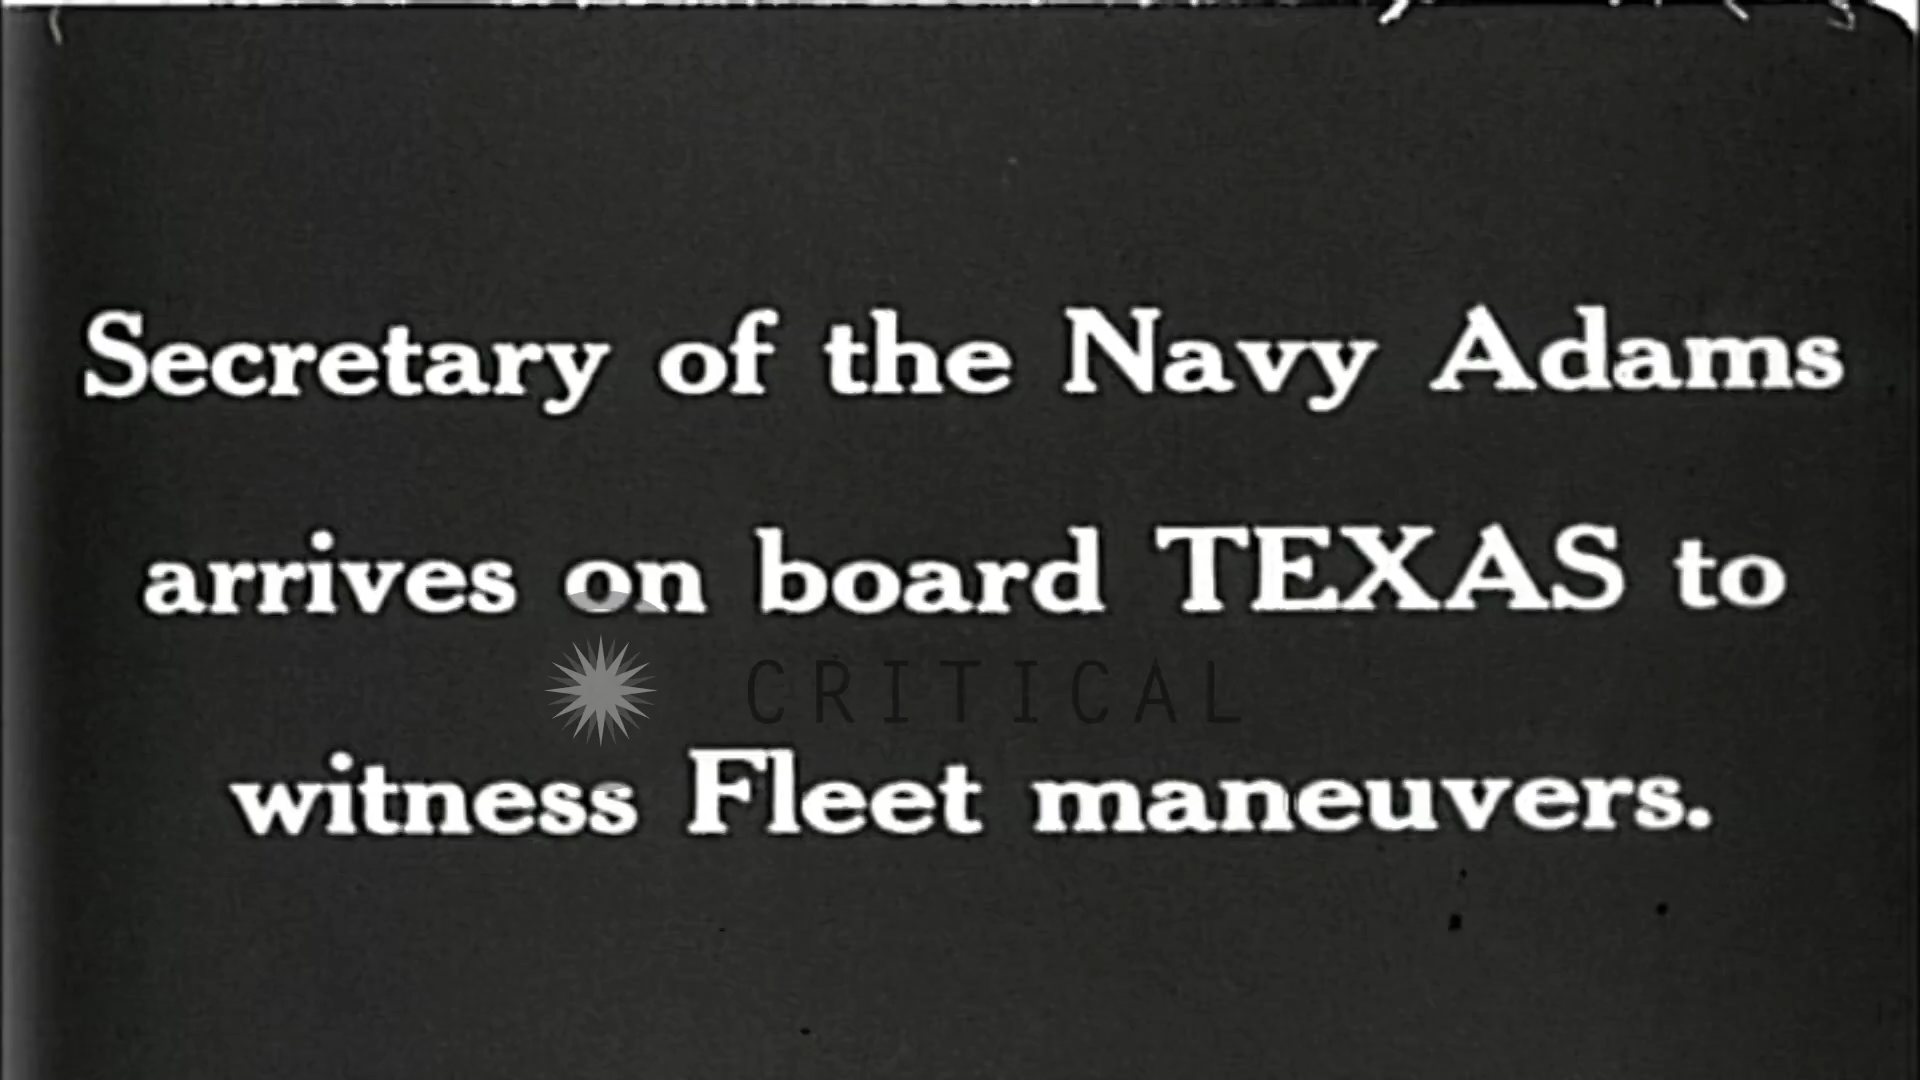 Secretary of the Navy Adams
arrives on board TEXAS to
CRITICAL
witness Fleet maneuvers.